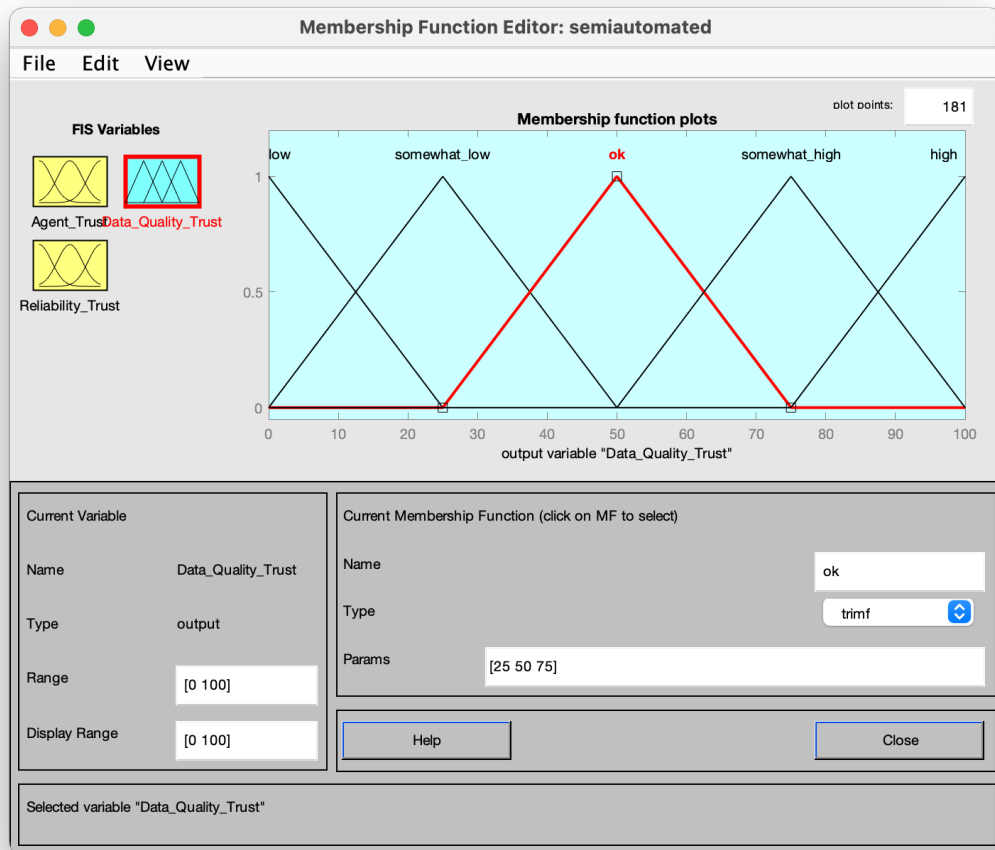 Membership Function Editor: semiautomated
File Edit View
plot points: 181
FIS Variables
Membership function plots
low somewhat_low ok somewhat_high high
1
0.5
0
0 10 20 30 40 50 60 70 80 90 100
output variable "Data_Quality_Trust"
Agent_Trust Data_Quality_Trust
Reliability_Trust
Current Variable
Name Data_Quality_Trust
Type output
Range [0 100]
Display Range [0 100]
Current Membership Function (click on MF to select)
Name ok
Type trimf
Params [25 50 75]
Help Close
Selected variable "Data_Quality_Trust"